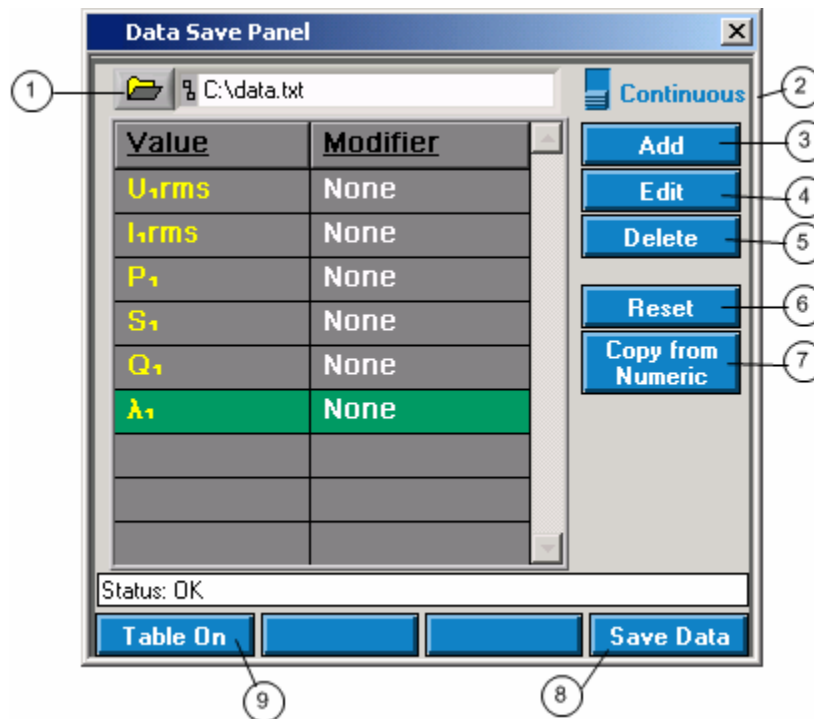 Data Save Panel
1
C:\data.txt
Continuous
2
Value Modifier
Add
3
U₁rms None
Edit
4
I₁rms None
Delete
5
P₁ None
S₁ None
Reset
6
Q₁ None
Copy from
Numeric
7
λ₁ None
Status: OK
Table On
Save Data
9
8